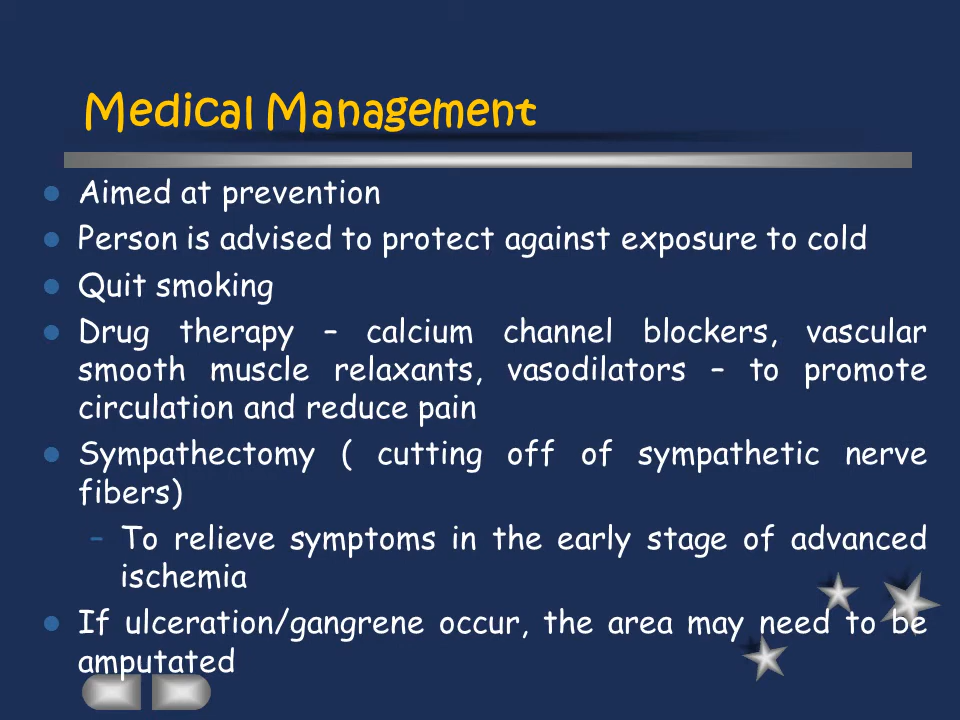 Medical Management
Aimed at prevention
Person is advised to protect against exposure to cold
Quit smoking
Drug therapy – calcium channel blockers, vascular
smooth muscle relaxants, vasodilators – to promote
circulation and reduce pain
Sympathectomy ( cutting off of sympathetic nerve
fibers)
– To relieve symptoms in the early stage of advanced
ischemia
If ulceration/gangrene occur, the area may need to be
amputated